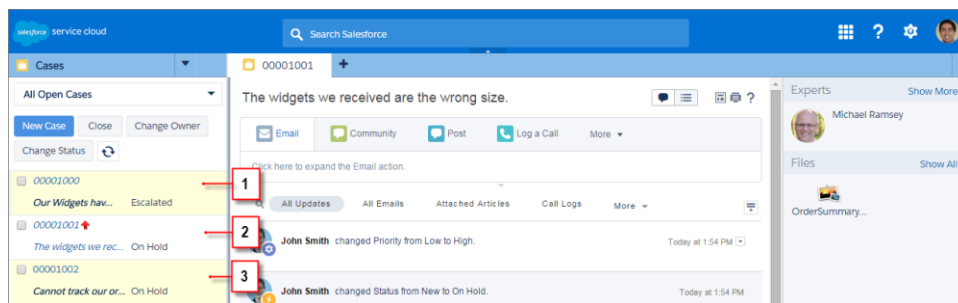 salesforce service cloud
Search Salesforce
Cases
00001001
All Open Cases
New Case Close Change Owner
Change Status
00001000
Our Widgets hav... Escalated
00001001
The widgets we rec... On Hold
00001002
Cannot track our or... On Hold
1
2
3
The widgets we received are the wrong size.
Email Community Post Log a Call More
Click here to expand the Email action.
All Updates All Emails Attached Articles Call Logs More
John Smith changed Priority from Low to High. Today at 1:54 PM
John Smith changed Status from New to On Hold. Today at 1:54 PM
Experts Show More
Michael Ramsey
Files Show All
OrderSummary...